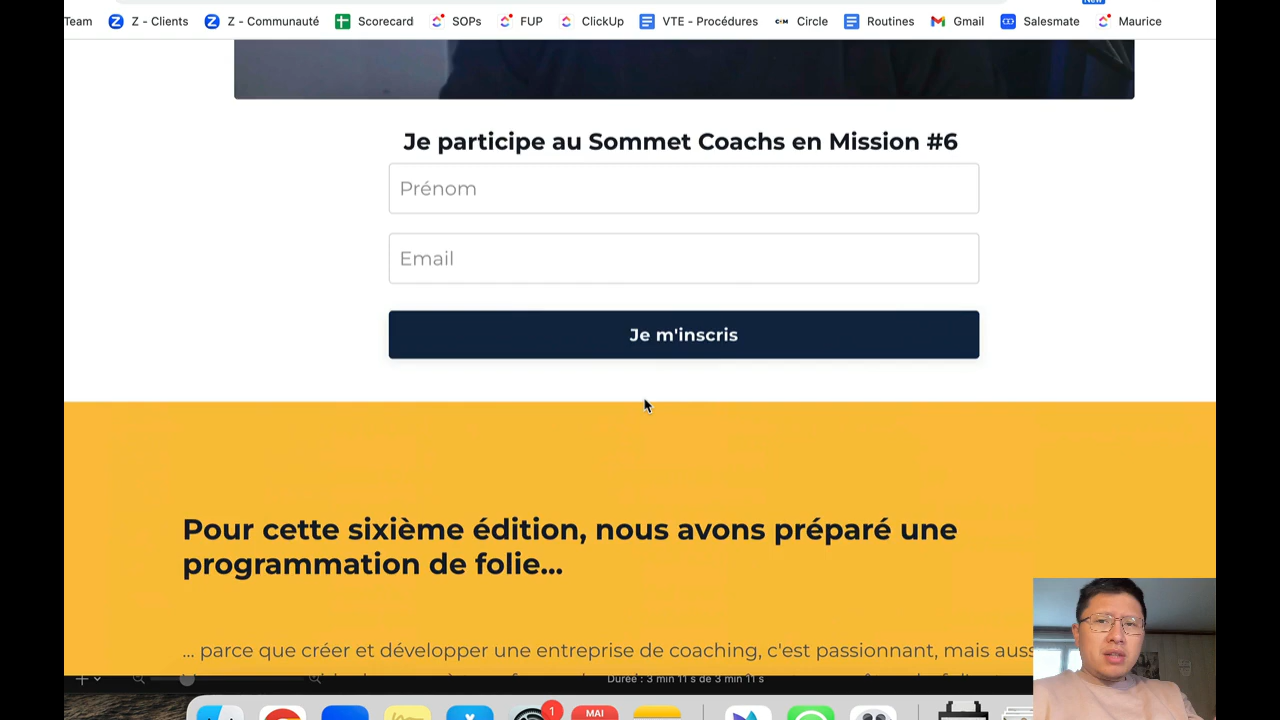 New
Team Z - Clients Z - Communauté Scorecard SOPs FUP ClickUp VTE - Procédures C≡M Circle Routines Gmail Salesmate Maurice
Je participe au Sommet Coachs en Mission #6
Prénom
Email
Je m'inscris
Pour cette sixième édition, nous avons préparé une
programmation de folie...
... parce que créer et développer une entreprise de coaching, c'est passionnant, mais auss
Durée : 3 min 11 s de 3 min 11 s
1
MAI